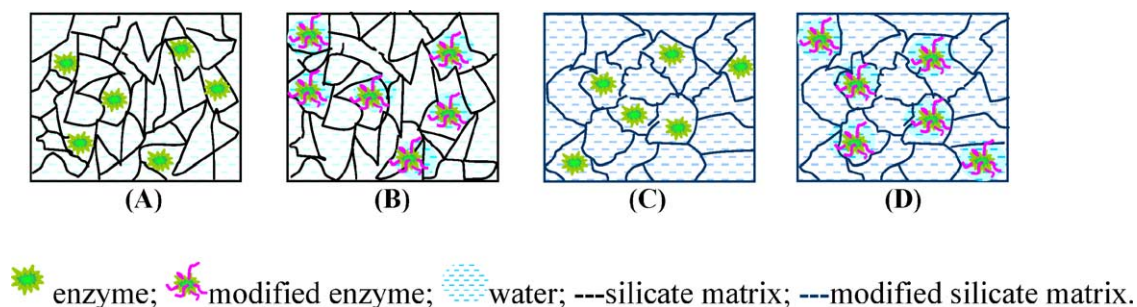 (A) (B) (C) (D)
enzyme; modified enzyme; water; ---silicate matrix; ---modified silicate matrix.